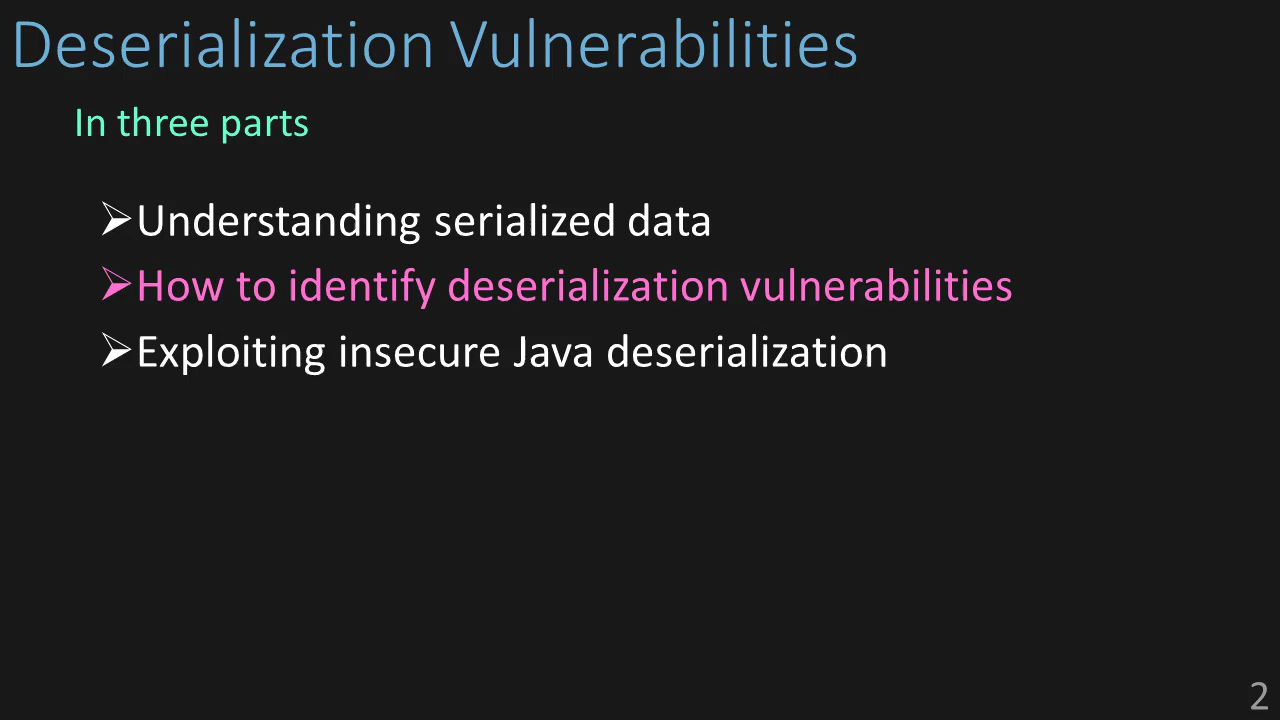 Deserialization Vulnerabilities
In three parts
➢Understanding serialized data
➢How to identify deserialization vulnerabilities
➢Exploiting insecure Java deserialization
2